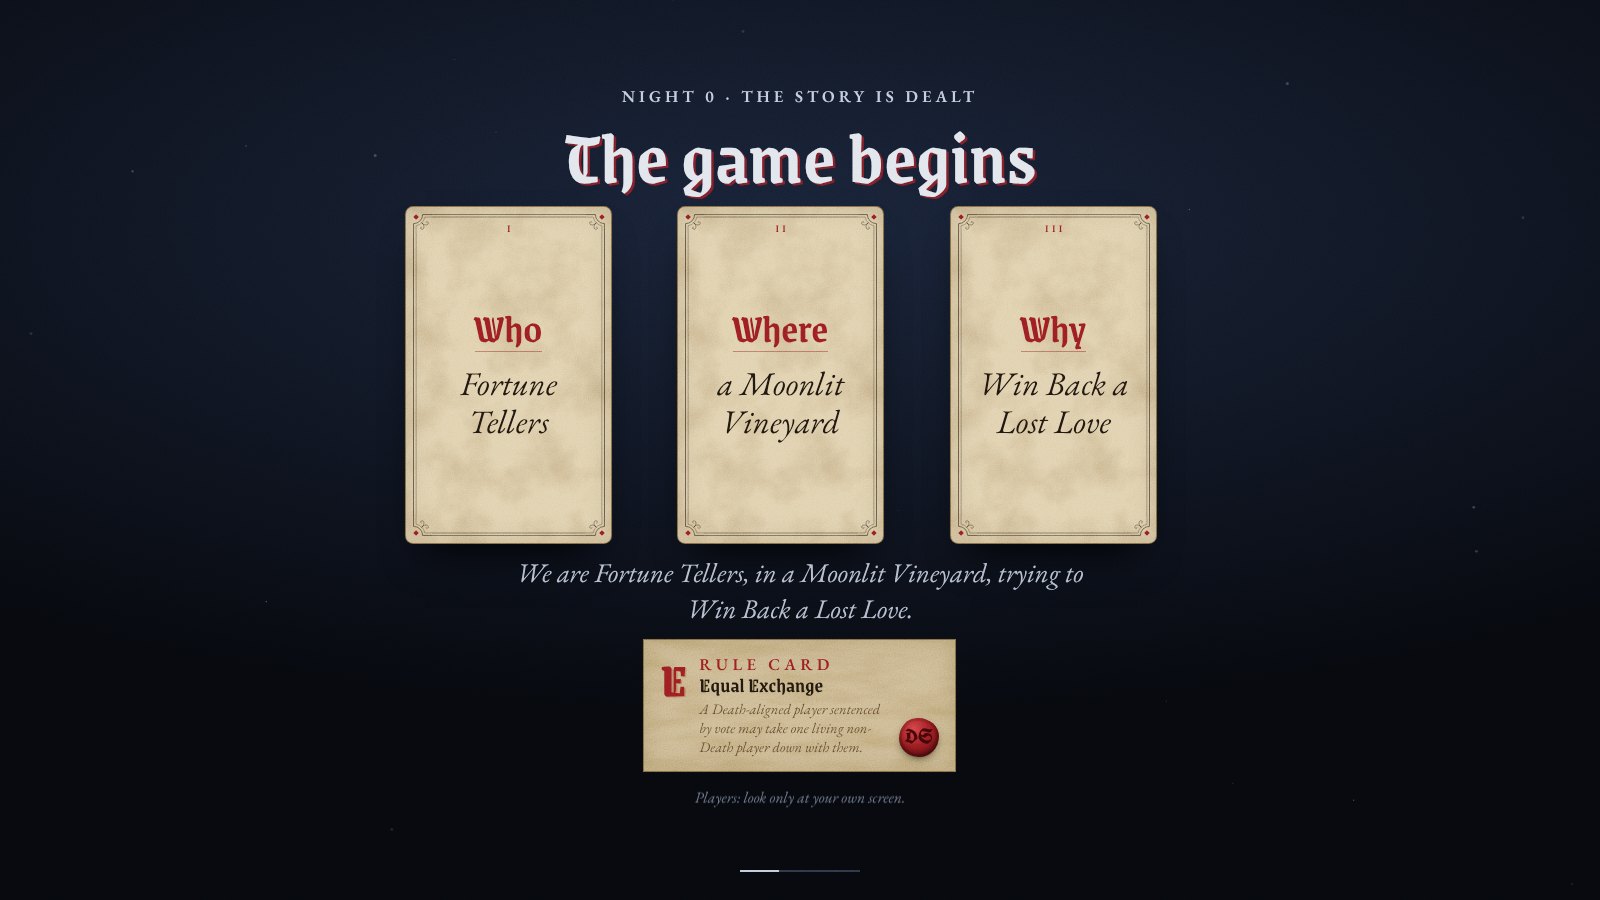 NIGHT 0 · THE STORY IS DEALT
The game begins
I
Who
Fortune
Tellers
II
Where
a Moonlit
Vineyard
III
Why
Win Back a
Lost Love
We are Fortune Tellers, in a Moonlit Vineyard, trying to
Win Back a Lost Love.
E
RULE CARD
Equal Exchange
A Death-aligned player sentenced
by vote may take one living non-
Death player down with them.
DS
Players: look only at your own screen.